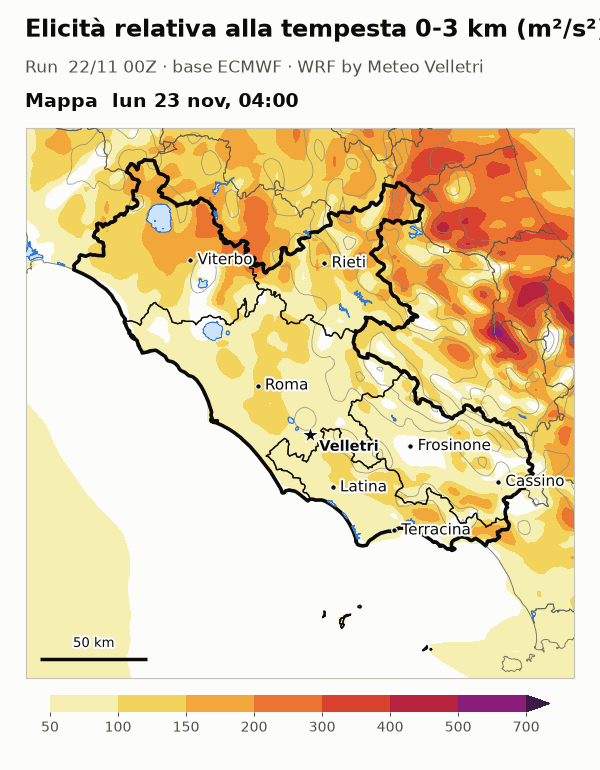 Elicità relativa alla tempesta 0-3 km (m²/s²)
Run 22/11 00Z · base ECMWF · WRF by Meteo Velletri
Mappa lun 23 nov, 04:00
Viterbo
Rieti
Roma
Velletri
Frosinone
Cassino
Latina
Terracina
50 km
50 100 150 200 300 400 500 700